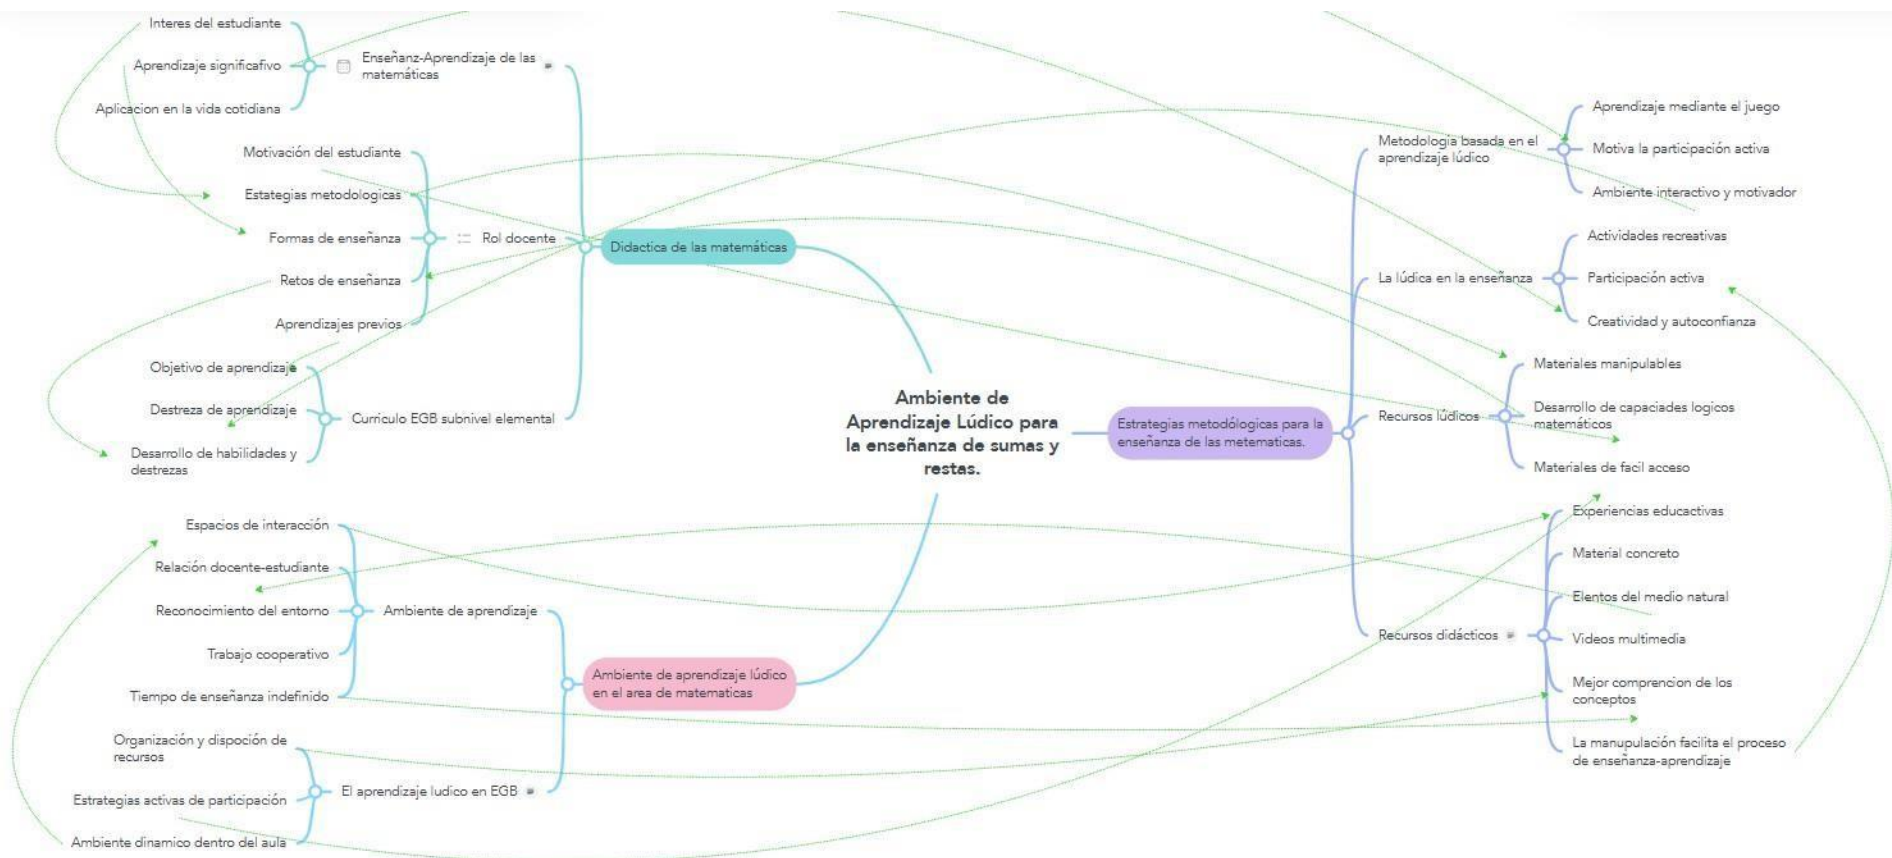 Interes del estudiante
Aprendizaje significafivo
Aplicacion en la vida cotidiana
Enseñanz-Aprendizaje de las
matemáticas
Motivación del estudiante
Estategias metodologicas
Formas de enseñanza
Retos de enseñanza
Aprendizajes previos
Rol docente
Objetivo de aprendizaje
Destreza de aprendizaje
Desarrollo de habilidades y
destrezas
Curriculo EGB subnivel elemental
Didactica de las matemáticas
Ambiente de
Aprendizaje Lúdico para
la enseñanza de sumas y
restas.
Espacios de interacción
Relación docente-estudiante
Reconocimiento del entorno
Trabajo cooperativo
Tiempo de enseñanza indefinido
Ambiente de aprendizaje
Organización y dispoción de
recursos
Estrategias activas de participación
Ambiente dinamico dentro del aula
El aprendizaje ludico en EGB
Ambiente de aprendizaje lúdico
en el area de matematicas
Estrategias metodólogicas para la
enseñanza de las metematicas.
Metodologia basada en el
aprendizaje lúdico
Aprendizaje mediante el juego
Motiva la participación activa
Ambiente interactivo y motivador
La lúdica en la enseñanza
Actividades recreativas
Participación activa
Creatividad y autoconfianza
Recursos lúdicos
Materiales manipulables
Desarrollo de capaciades logicos
matemáticos
Materiales de facil acceso
Recursos didácticos
Experiencias educactivas
Material concreto
Elentos del medio natural
Videos multimedia
Mejor comprencion de los
conceptos
La manupulación facilita el proceso
de enseñanza-aprendizaje